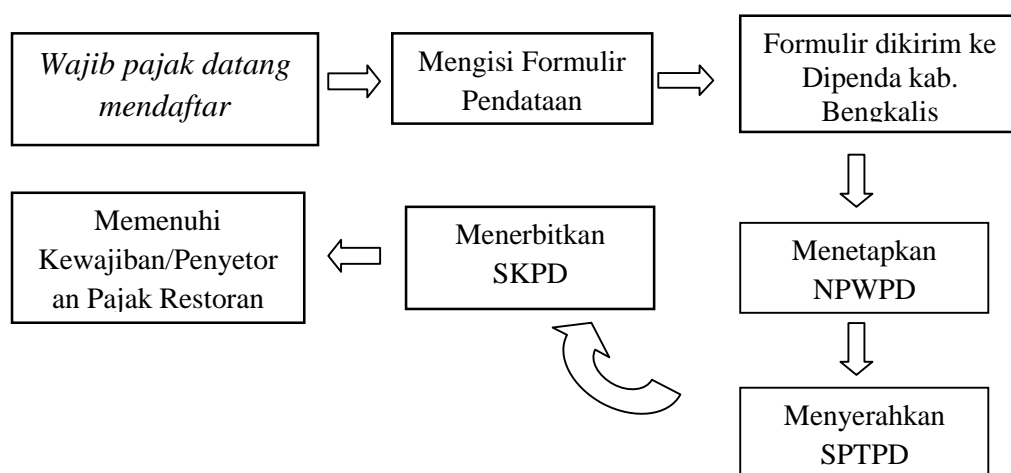 Wajib pajak datang
mendaftar
Mengisi Formulir
Pendataan
Formulir dikirim ke
Dipenda kab.
Bengkalis
Menetapkan
NPWPD
Menyerahkan
SPTPD
Menerbitkan
SKPD
Memenuhi
Kewajiban/Penyetor
an Pajak Restoran